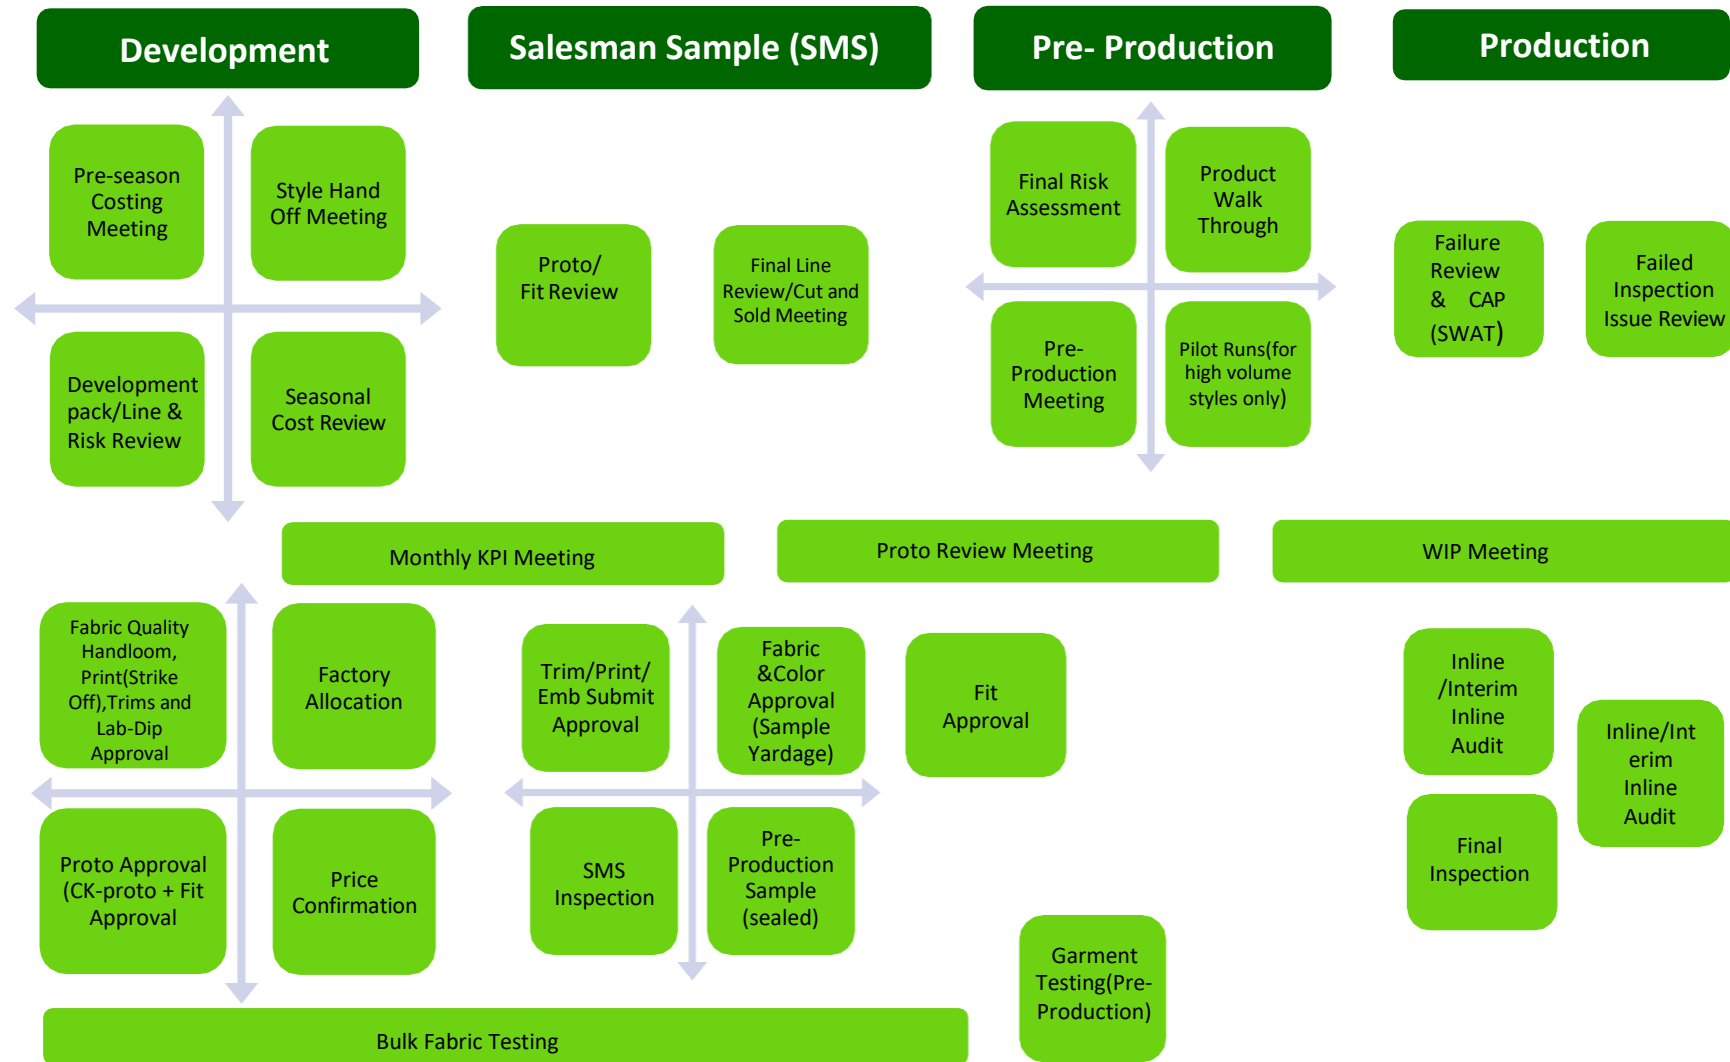 Development
Salesman Sample (SMS)
Pre- Production
Production
Pre-season
Costing
Meeting
Style Hand
Off Meeting
Development
pack/Line &
Risk Review
Seasonal
Cost Review
Proto/
Fit Review
Final Line
Review/Cut and
Sold Meeting
Final Risk
Assessment
Product
Walk
Through
Pre-
Production
Meeting
Pilot Runs(for
high volume
styles only)
Failure
Review
& CAP
(SWAT)
Failed
Inspection
Issue Review
Monthly KPI Meeting
Proto Review Meeting
WIP Meeting
Fabric Quality
Handloom,
Print(Strike
Off),Trims and
Lab-Dip
Approval
Factory
Allocation
Proto Approval
(CK-proto + Fit
Approval
Price
Confirmation
Trim/Print/
Emb Submit
Approval
Fabric
&Color
Approval
(Sample
Yardage)
SMS
Inspection
Pre-
Production
Sample
(sealed)
Fit
Approval
Garment
Testing(Pre-
Production)
Inline
/Interim
Inline
Audit
Inline/Int
erim
Inline
Audit
Final
Inspection
Bulk Fabric Testing